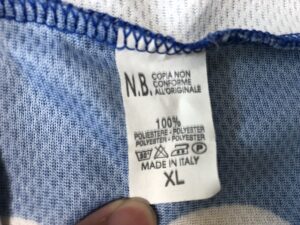 N.B. COPIA NON
CONFORME
ALL'ORIGINALE
100%
POLIESTERE - POLYESTER
POLYESTER - POLYESTER
MADE IN ITALY
XL